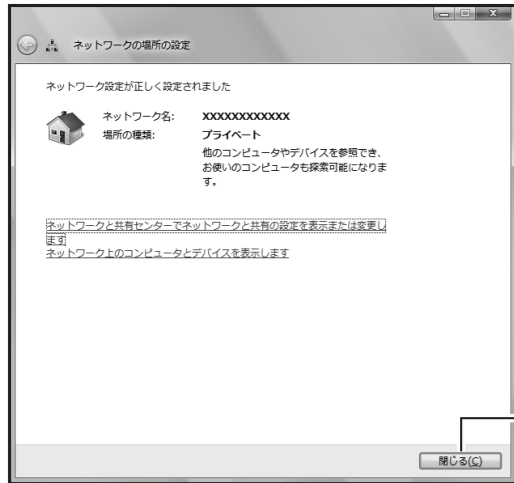 ネットワークの場所の設定
ネットワーク設定が正しく設定されました
ネットワーク名: XXXXXXXXXXXX
場所の種類: プライベート
他のコンピュータやデバイスを参照でき、
お使いのコンピュータも探索可能になりま
す。
ネットワークと共有センターでネットワークと共有の設定を表示または変更し
ます
ネットワーク上のコンピュータとデバイスを表示します
閉じる(C)